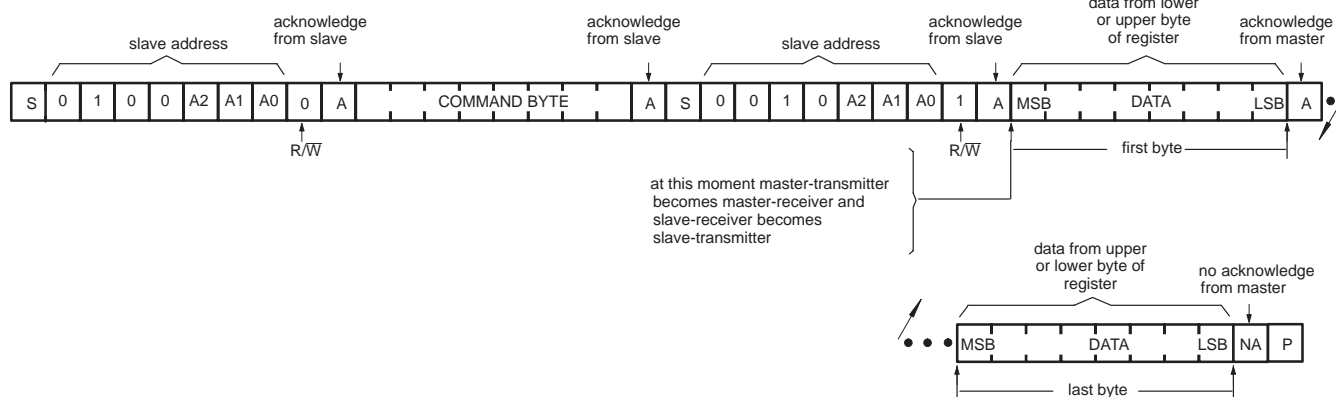 data from lower
or upper byte
of register
acknowledge
from slave
acknowledge
from slave
acknowledge
from slave
acknowledge
from master
slave address
slave address
S 0 1 0 0 A2 A1 A0 0 A COMMAND BYTE A S 0 0 1 0 A2 A1 A0 1 A MSB DATA LSB A
R/W
R/W
first byte
at this moment master-transmitter
becomes master-receiver and
slave-receiver becomes
slave-transmitter
data from upper
or lower byte of
register
no acknowledge
from master
MSB DATA LSB NA P
last byte